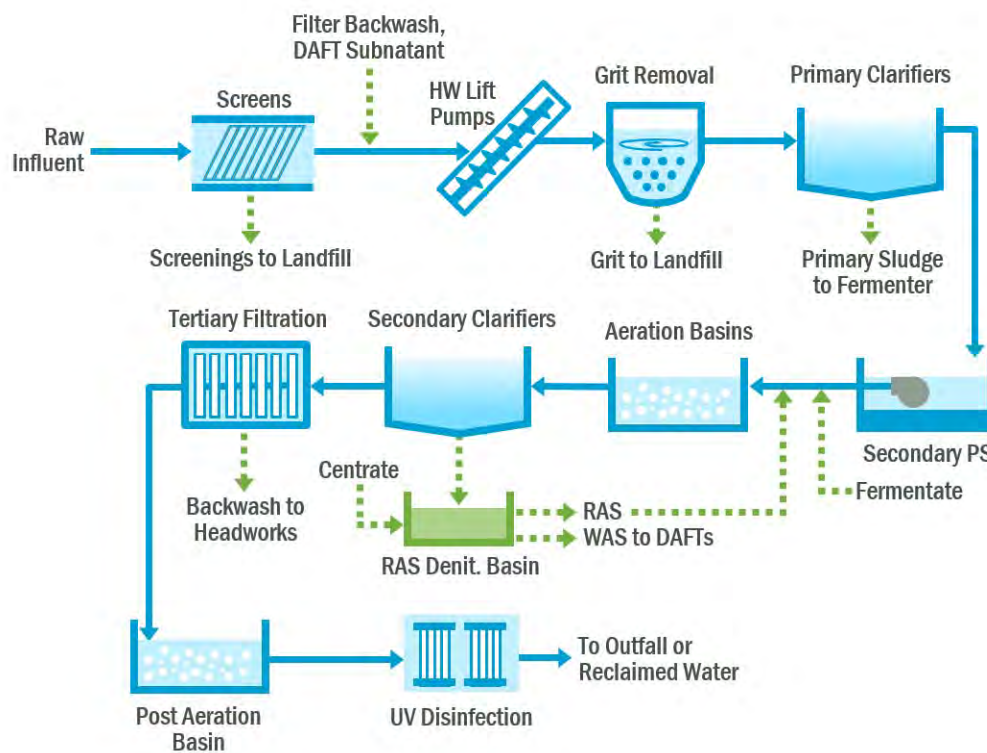 Filter Backwash,
DAFT Subnatant
Screens
HW Lift
Pumps
Grit Removal
Primary Clarifiers
Raw
Influent
Screenings to Landfill
Grit to Landfill
Primary Sludge
to Fermenter
Tertiary Filtration
Secondary Clarifiers
Aeration Basins
Secondary PS
Fermentate
Centrate
Backwash to
Headworks
RAS
WAS to DAFTs
RAS Denit. Basin
To Outfall or
Reclaimed Water
Post Aeration
Basin
UV Disinfection